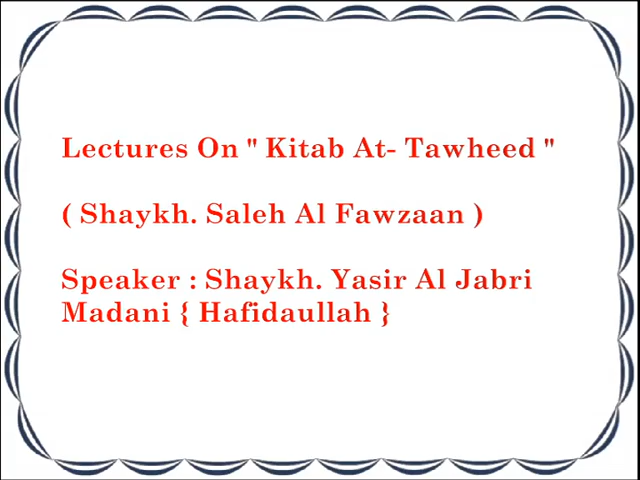 Lectures On " Kitab At- Tawheed "
( Shaykh. Saleh Al Fawzaan )
Speaker : Shaykh. Yasir Al Jabri
Madani { Hafidaullah }